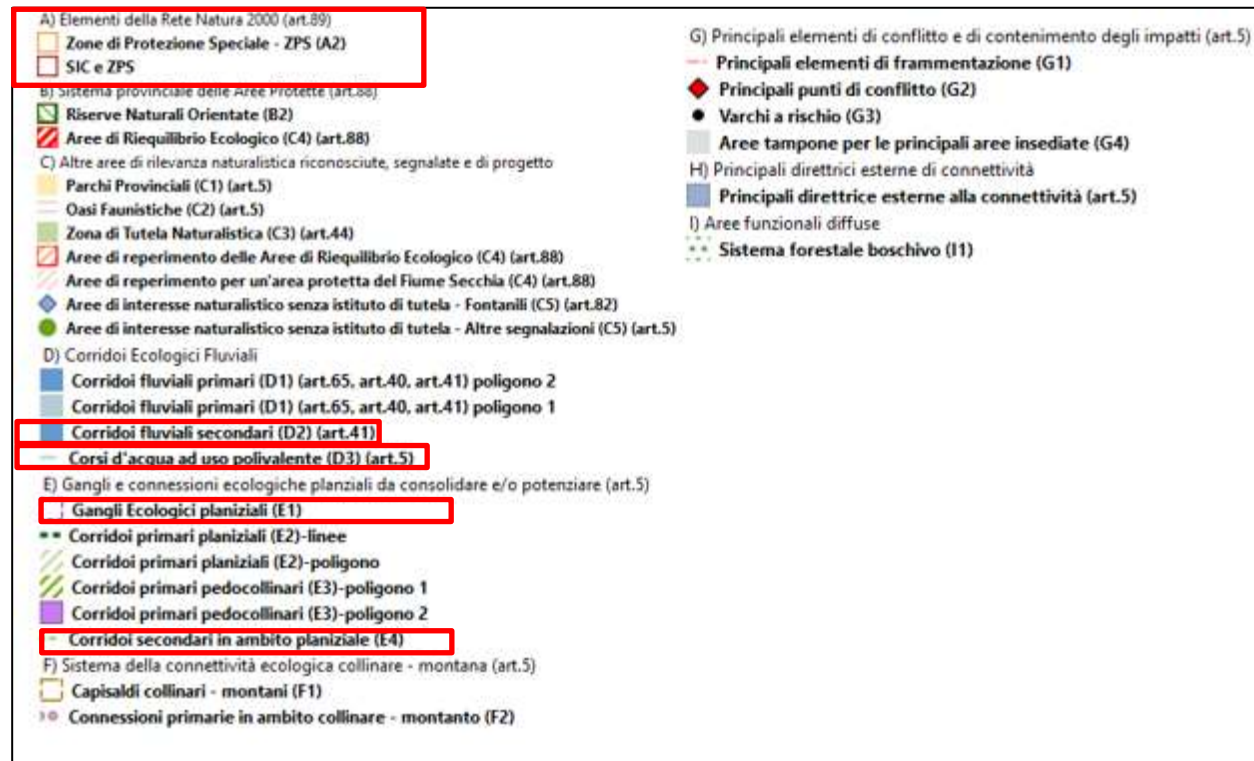 A) Elementi della Rete Natura 2000 (art.89)
Zone di Protezione Speciale - ZPS (A2)
SIC e ZPS
B) Sistema provinciale delle Aree Protette (art.88)
Riserve Naturali Orientate (B2)
Aree di Riequilibrio Ecologico (C4) (art.88)
C) Altre aree di rilevanza naturalistica riconosciute, segnalate e di progetto
Parchi Provinciali (C1) (art.5)
Oasi Faunistiche (C2) (art.5)
Zona di Tutela Naturalistica (C3) (art.44)
Aree di reperimento delle Aree di Riequilibrio Ecologico (C4) (art.88)
Aree di reperimento per un'area protetta del Fiume Secchia (C4) (art.88)
Aree di interesse naturalistico senza istituto di tutela - Fontanili (C5) (art.82)
Aree di interesse naturalistico senza istituto di tutela - Altre segnalazioni (C5) (art.5)
D) Corridoi Ecologici Fluviali
Corridoi fluviali primari (D1) (art.65, art.40, art.41) poligono 2
Corridoi fluviali primari (D1) (art.65, art.40, art.41) poligono 1
Corridoi fluviali secondari (D2) (art.41)
Corsi d'acqua ad uso polivalente (D3) (art.5)
E) Gangli e connessioni ecologiche planziali da consolidare e/o potenziare (art.5)
Gangli Ecologici planiziali (E1)
Corridoi primari planiziali (E2)-linee
Corridoi primari planiziali (E2)-poligono
Corridoi primari pedocollinari (E3)-poligono 1
Corridoi primari pedocollinari (E3)-poligono 2
Corridoi secondari in ambito planiziale (E4)
F) Sistema della connettività ecologica collinare - montana (art.5)
Capisaldi collinari - montani (F1)
Connessioni primarie in ambito collinare - montanto (F2)
G) Principali elementi di conflitto e di contenimento degli impatti (art.5)
Principali elementi di frammentazione (G1)
Principali punti di conflitto (G2)
Varchi a rischio (G3)
Aree tampone per le principali aree insediate (G4)
H) Principali direttrici esterne di connettività
Principali direttrice esterne alla connettività (art.5)
I) Aree funzionali diffuse
Sistema forestale boschivo (I1)